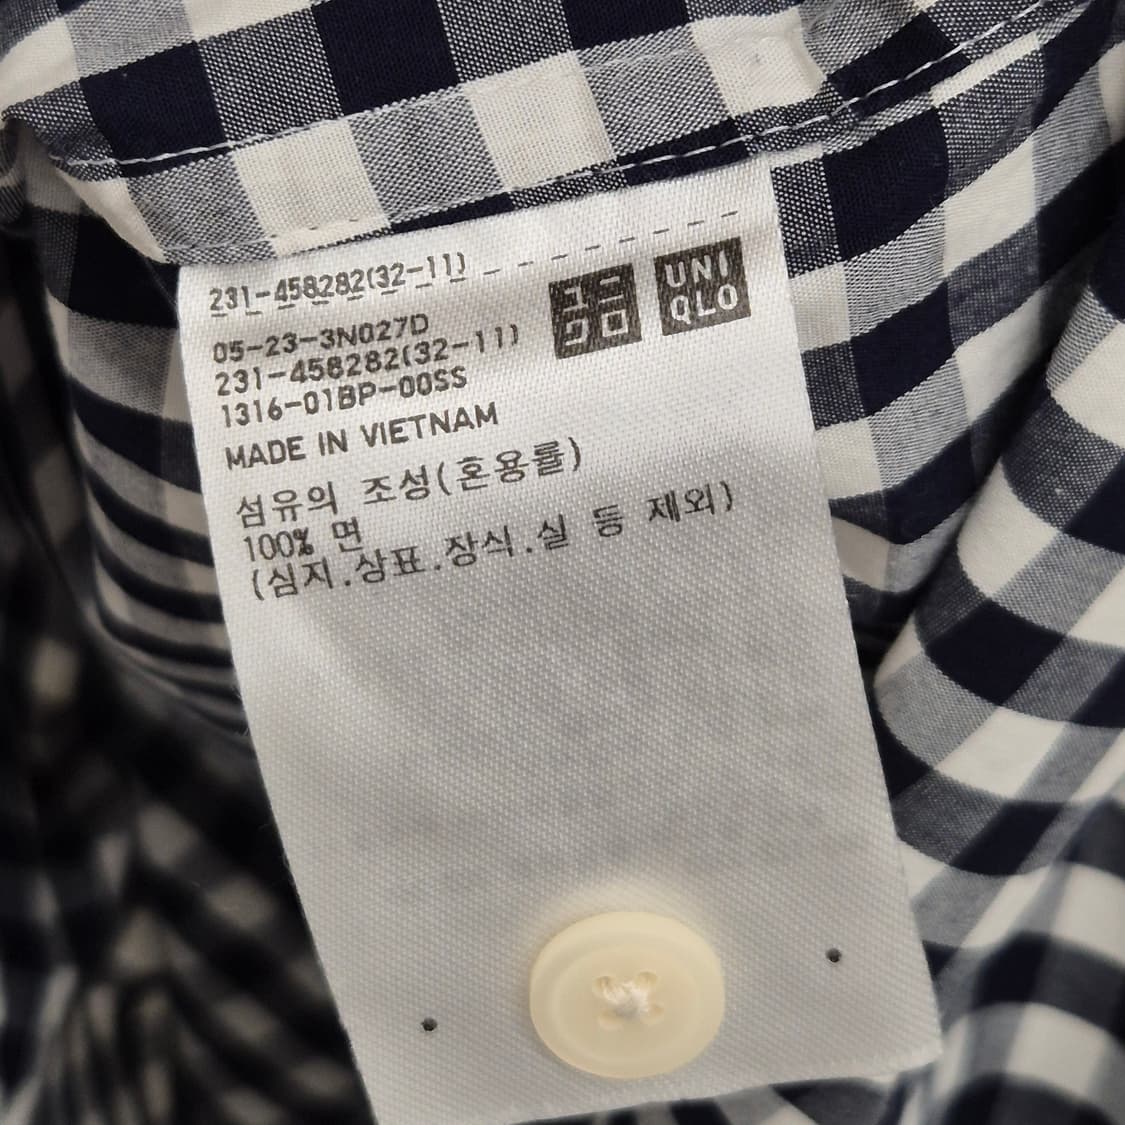 231-458282(32-11)
ユニ
クロ
UNI
QLO
05-23-3N027D
231-458282(32-11)
1316-01BP-00SS
MADE IN VIETNAM
섬유의 조성(혼용률)
100% 면
(심지.상표.장식.실 등 제외)